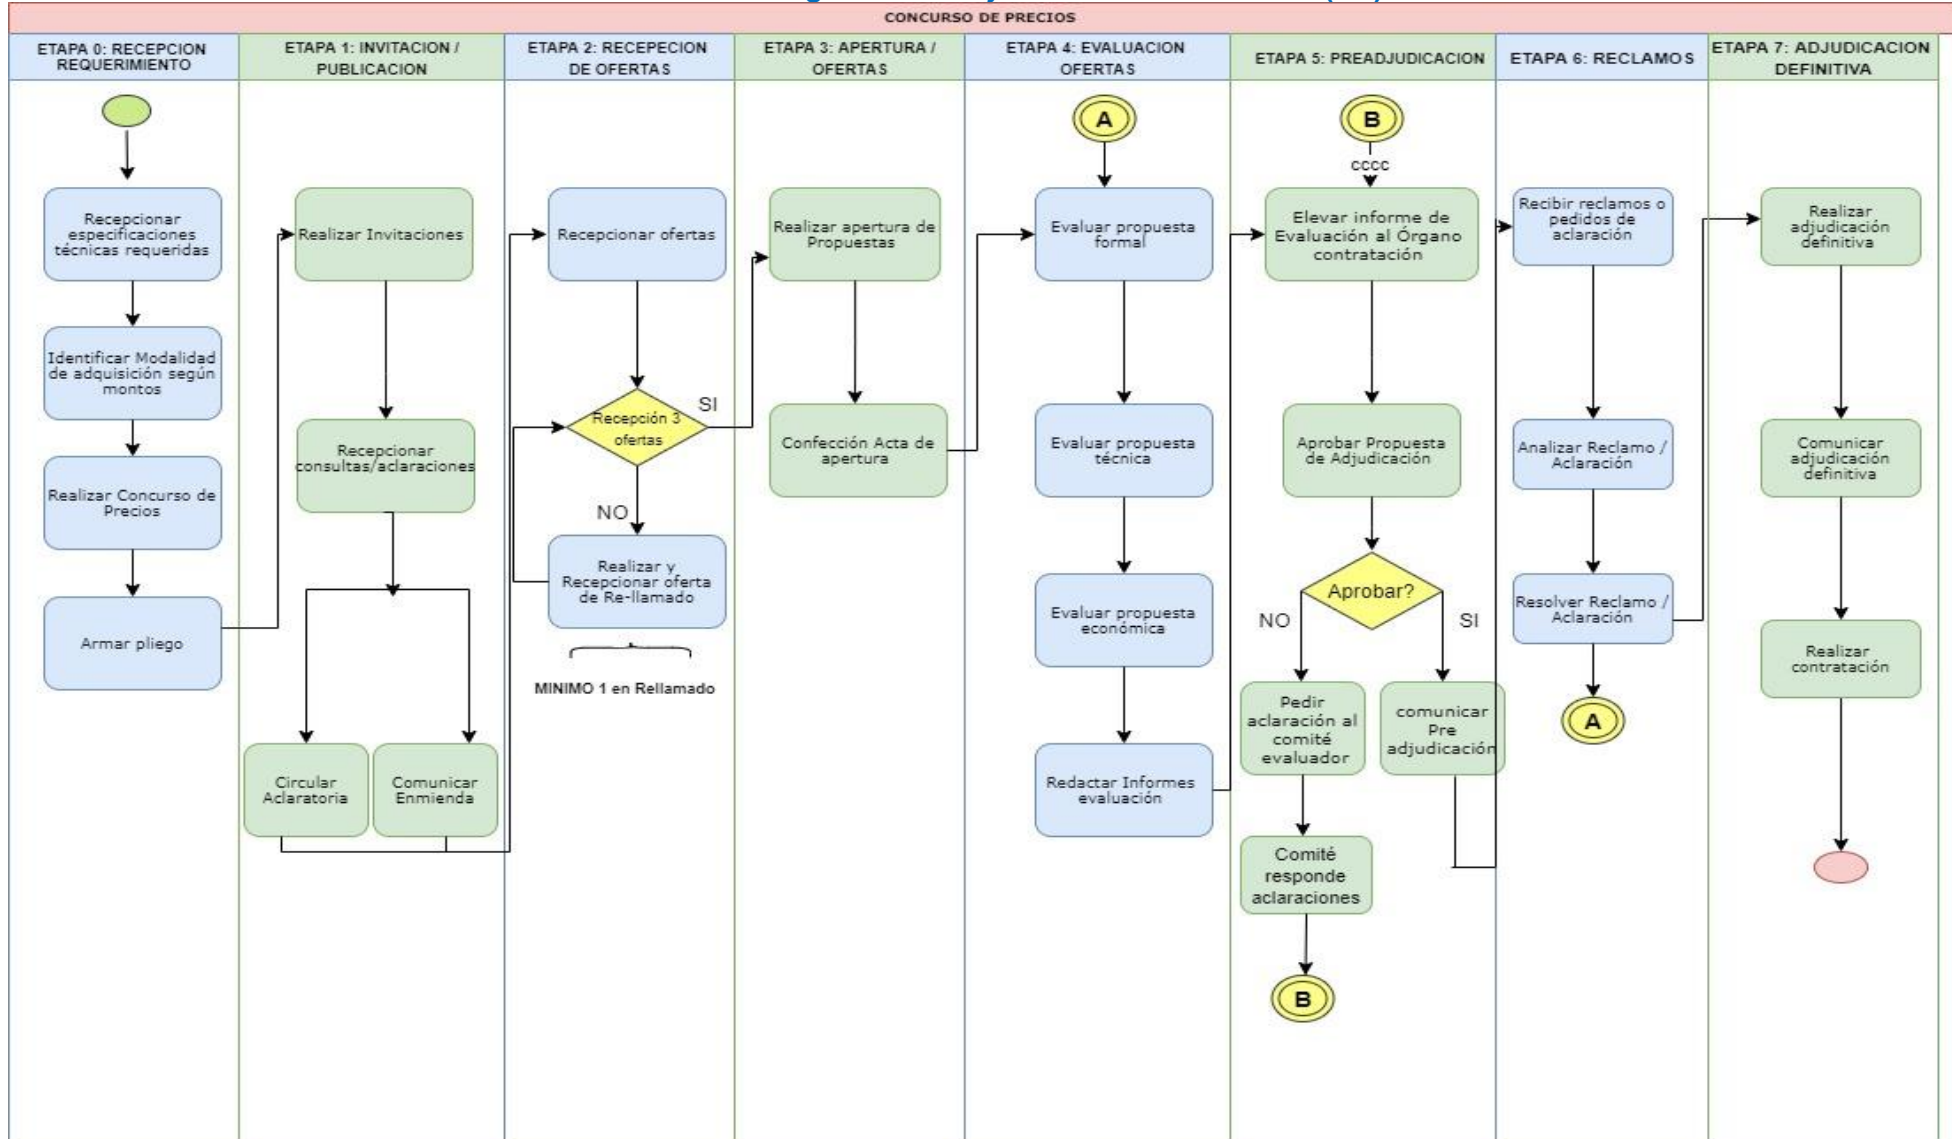 CONCURSO DE PRECIOS
ETAPA 0: RECEPCION
REQUERIMIENTO
ETAPA 1: INVITACION /
PUBLICACION
ETAPA 2: RECEPECION
DE OFERTAS
ETAPA 3: APERTURA /
OFERTAS
ETAPA 4: EVALUACION
OFERTAS
ETAPA 5: PREADJUDICACION
ETAPA 6: RECLAMOS
ETAPA 7: ADJUDICACION
DEFINITIVA
Recepcionar
especificaciones
técnicas requeridas
Identificar Modalidad
de adquisición según
montos
Realizar Concurso de
Precios
Armar pliego
Realizar Invitaciones
Recepcionar
consultas/aclaraciones
Circular
Aclaratoria
Comunicar
Enmienda
Recepcionar ofertas
Recepción 3
ofertas
SI
NO
Realizar y
Recepcionar oferta
de Re-llamado
MINIMO 1 en Rellamado
Realizar apertura de
Propuestas
Confección Acta de
apertura
A
Evaluar propuesta
formal
Evaluar propuesta
técnica
Evaluar propuesta
económica
Redactar Informes
evaluación
B
cccc
Elevar informe de
Evaluación al Órgano
contratación
Aprobar Propuesta
de Adjudicación
Aprobar?
NO
SI
Pedir
aclaración al
comité
evaluador
comunicar
Pre
adjudicación
Comité
responde
aclaraciones
B
Recibir reclamos o
pedidos de
aclaración
Analizar Reclamo /
Aclaración
Resolver Reclamo /
Aclaración
A
Realizar
adjudicación
definitiva
Comunicar
adjudicación
definitiva
Realizar
contratación